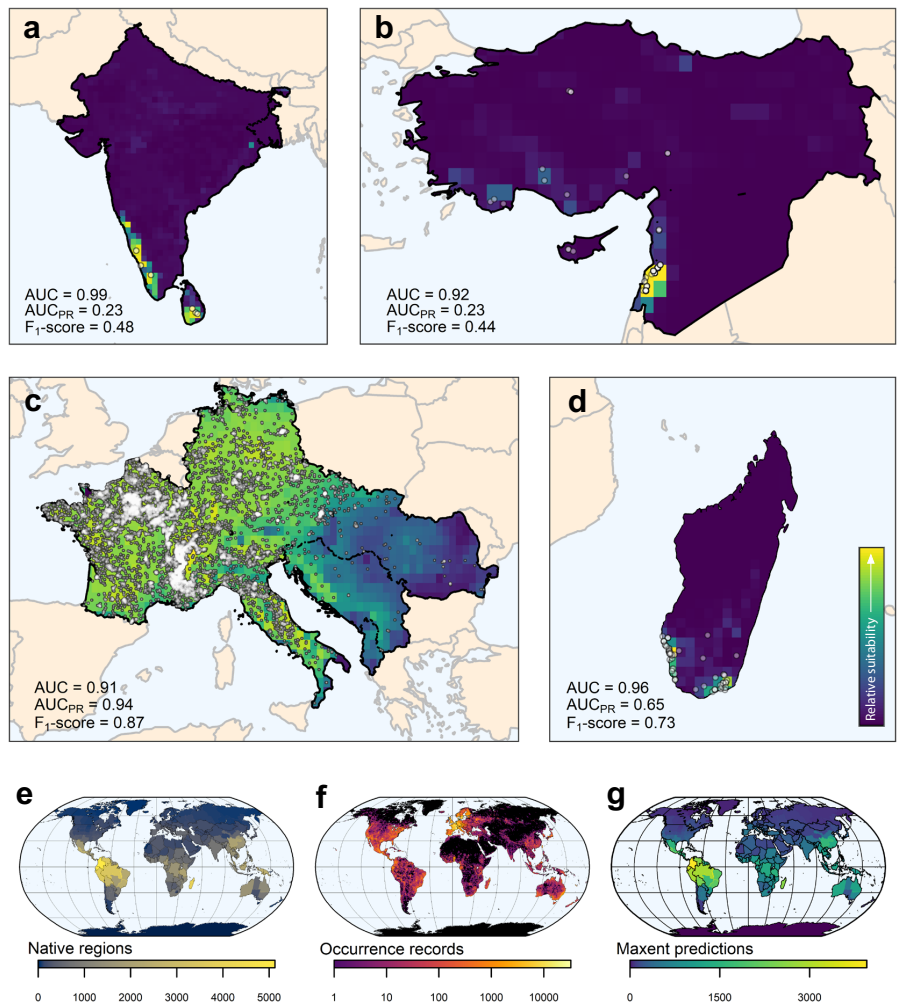 a
AUC = 0.99
AUCPR = 0.23
F1-score = 0.48
b
AUC = 0.92
AUCPR = 0.23
F1-score = 0.44
c
AUC = 0.91
AUCPR = 0.94
F1-score = 0.87
d
AUC = 0.96
AUCPR = 0.65
F1-score = 0.73
Relative suitability
e
Native regions
0 1000 2000 3000 4000 5000
f
Occurrence records
1 10 100 1000 10000
g
Maxent predictions
0 1500 3000